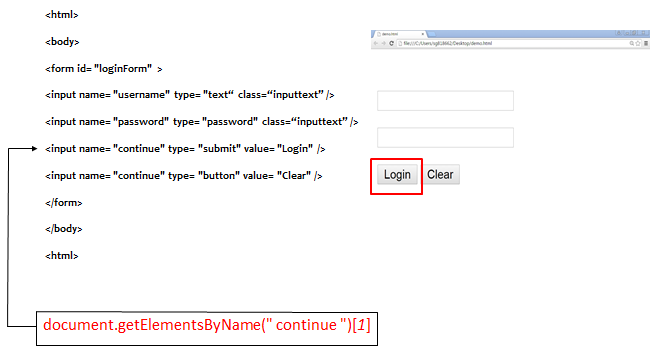 <html>
<body>
<form id= "loginForm" >
<input name= "username" type= "text“ class=“inputtext” />
<input name= "password" type= "password" class=“inputtext” />
<input name= "continue" type= "submit" value= "Login" />
<input name= "continue" type= "button" value= "Clear" />
</form>
</body>
<html>
demo.html
file:///C:/Users/sg818662/Desktop/demo.html
Login Clear
document.getElementsByName(" continue ")[1]